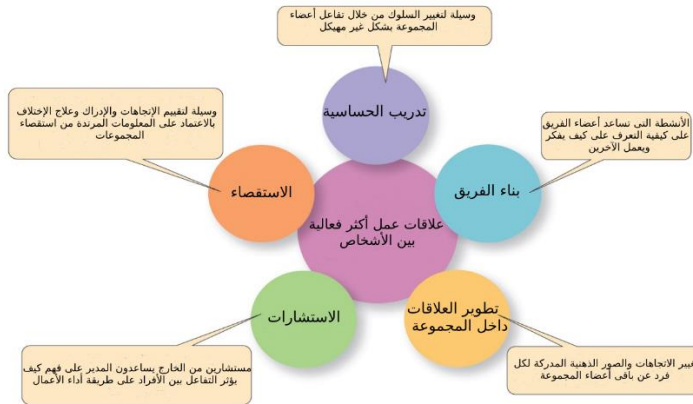 وسيلة لتغيير السلوك من خلال تفاعل أعضاء
المجموعة بشكل غير مهيكل
تدريب الحساسية
الأنشطة التى تساعد أعضاء الفريق
على كيفية التعرف على كيف يفكر
ويعمل الآخرين
بناء الفريق
وسيلة لتقييم الإتجاهات والإدراك وعلاج الإختلاف
بالاعتماد على المعلومات المرتدة من استقصاء
المجموعات
الاستقصاء
علاقات عمل أكثر فعالية
بين الأشخاص
تطوير العلاقات
داخل المجموعة
الاستشارات
تغيير الاتجاهات والصور الذهنية المدركة لكل
فرد عن باقى أعضاء المجموعة
مستشارين من الخارج يساعدون المدير على فهم كيف
يؤثر التفاعل بين الأفراد على طريقة أداء الأعمال